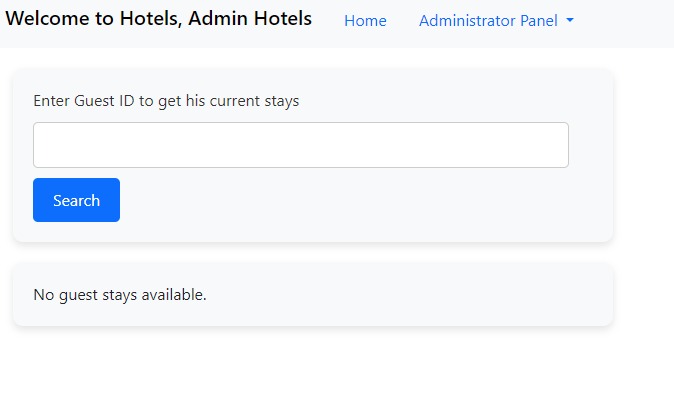 Welcome to Hotels, Admin Hotels Home Administrator Panel
Enter Guest ID to get his current stays
Search
No guest stays available.